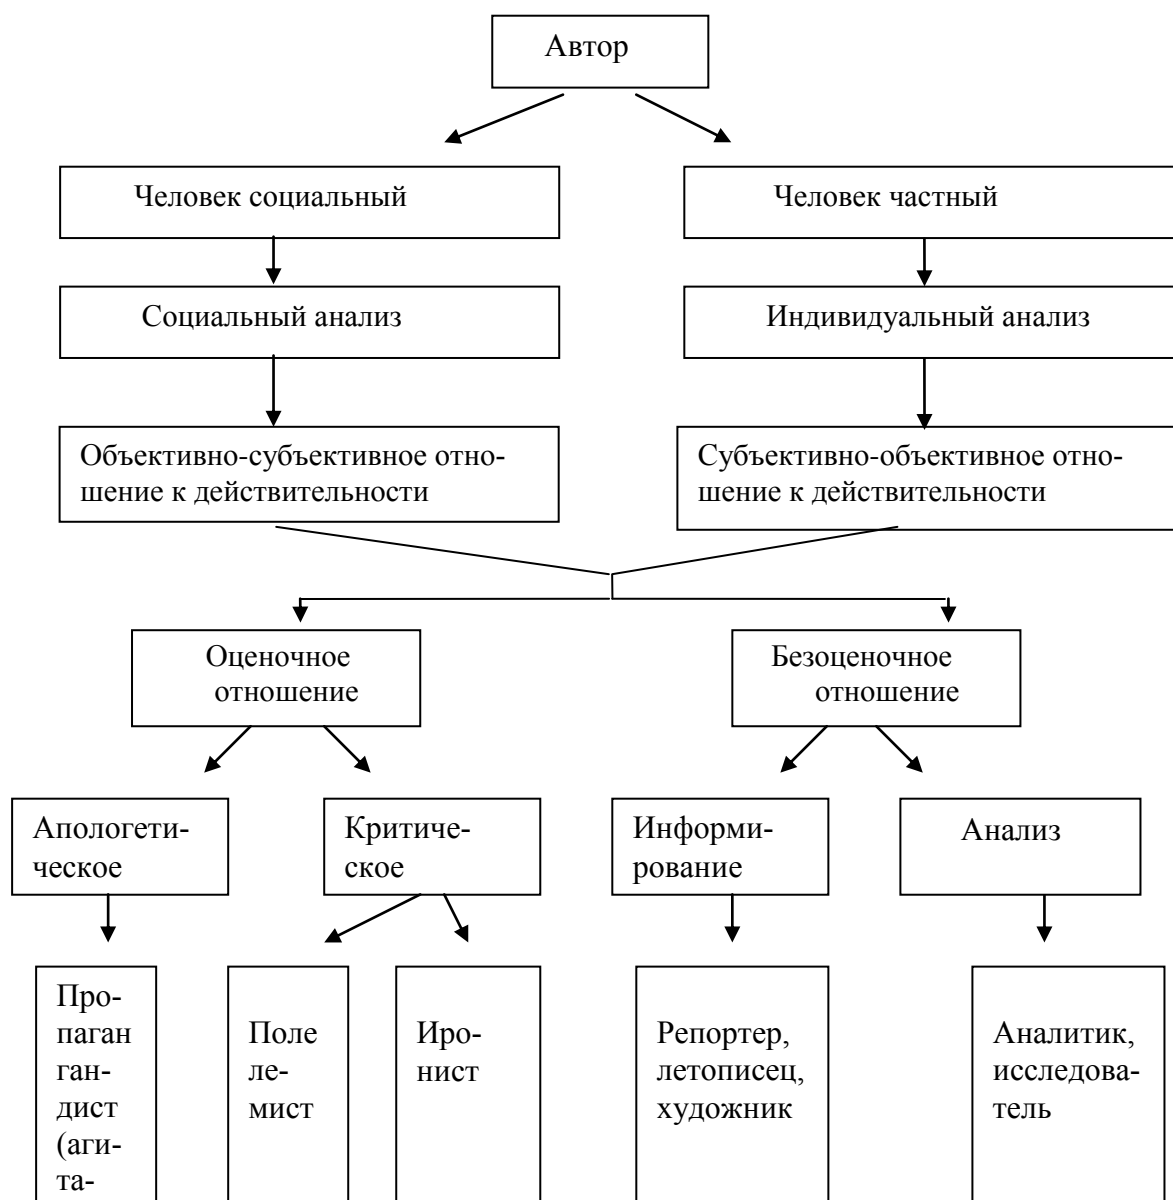 Автор
Человек социальный
Человек частный
Социальный анализ
Индивидуальный анализ
Объективно-субъективное отно-
шение к действительности
Субъективно-объективное отно-
шение к действительности
Оценочное
отношение
Безоценочное
отношение
Апологети-
ческое
Критиче-
ское
Информи-
рование
Анализ
Про-
паган
ган-
дист
(аги-
та-
Поле
ле-
мист
Иро-
нист
Репортер,
летописец,
художник
Аналитик,
исследова-
тель